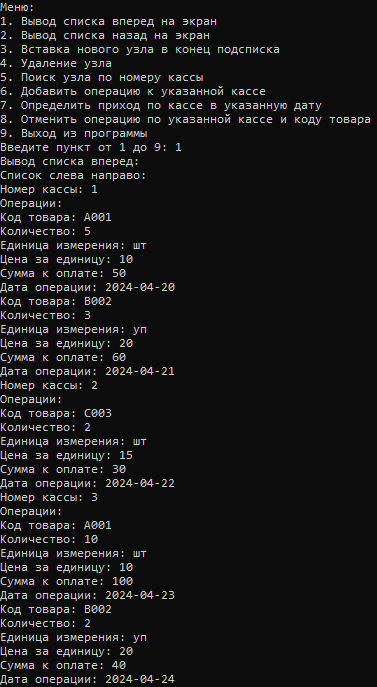 Меню:
1. Вывод списка вперед на экран
2. Вывод списка назад на экран
3. Вставка нового узла в конец подсписка
4. Удаление узла
5. Поиск узла по номеру кассы
6. Добавить операцию к указанной кассе
7. Определить приход по кассе в указанную дату
8. Отменить операцию по указанной кассе и коду товара
9. Выход из программы
Введите пункт от 1 до 9: 1
Вывод списка вперед:
Список слева направо:
Номер кассы: 1
Операции:
Код товара: A001
Количество: 5
Единица измерения: шт
Цена за единицу: 10
Сумма к оплате: 50
Дата операции: 2024-04-20
Код товара: B002
Количество: 3
Единица измерения: уп
Цена за единицу: 20
Сумма к оплате: 60
Дата операции: 2024-04-21
Номер кассы: 2
Операции:
Код товара: C003
Количество: 2
Единица измерения: шт
Цена за единицу: 15
Сумма к оплате: 30
Дата операции: 2024-04-22
Номер кассы: 3
Операции:
Код товара: A001
Количество: 10
Единица измерения: шт
Цена за единицу: 10
Сумма к оплате: 100
Дата операции: 2024-04-23
Код товара: B002
Количество: 2
Единица измерения: уп
Цена за единицу: 20
Сумма к оплате: 40
Дата операции: 2024-04-24